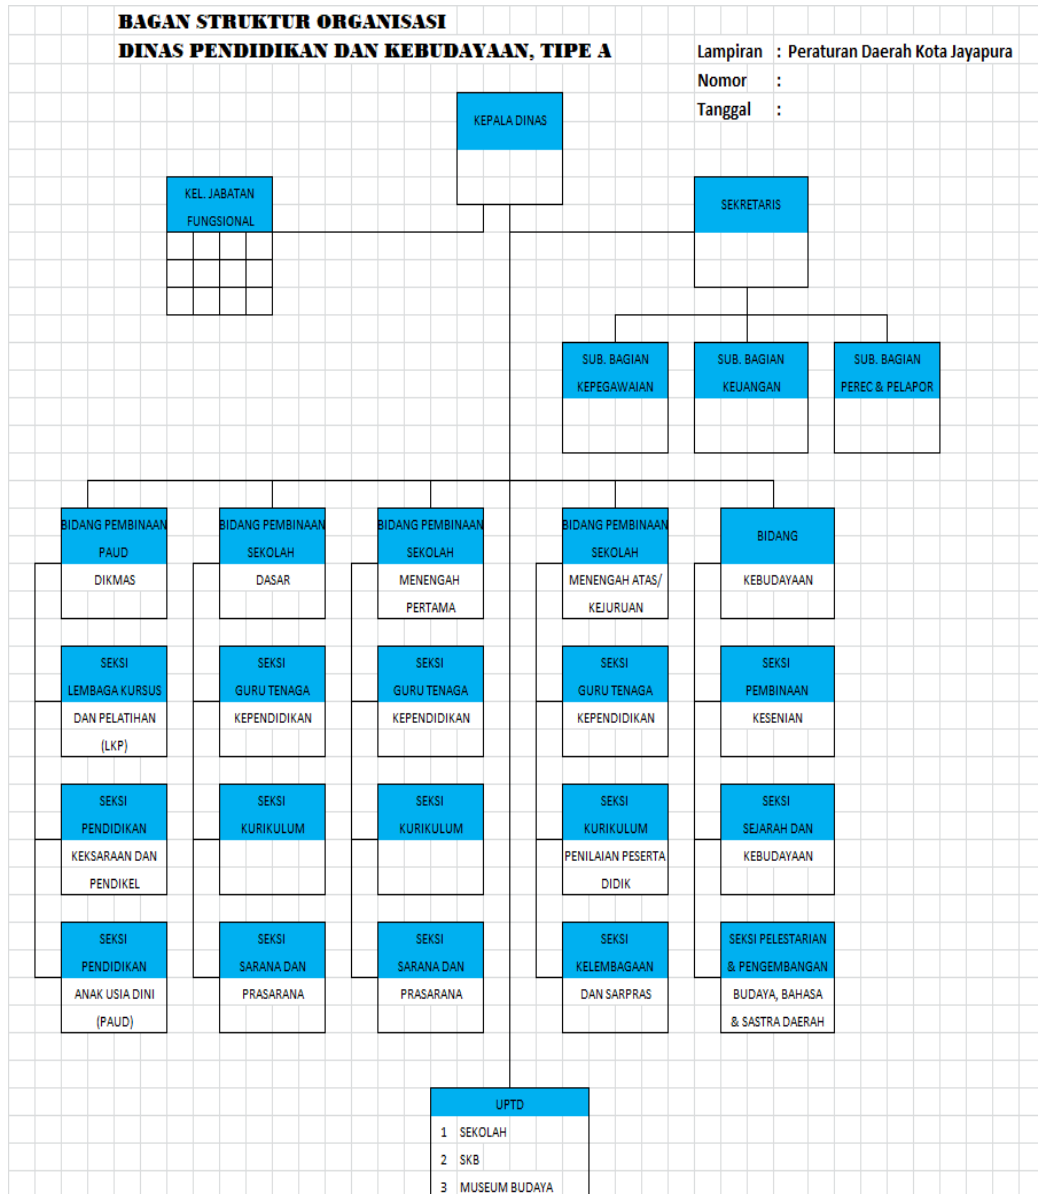 BAGAN STRUKTUR ORGANISASI
DINAS PENDIDIKAN DAN KEBUDAYAAN, TIPE A
Lampiran : Peraturan Daerah Kota Jayapura
Nomor :
Tanggal :
KEPALA DINAS
KEL. JABATAN
FUNGSIONAL
SEKRETARIS
SUB. BAGIAN
KEPEGAWAIAN
SUB. BAGIAN
KEUANGAN
SUB. BAGIAN
PEREC & PELAPOR
BIDANG PEMBINAAN
PAUD
DIKMAS
BIDANG PEMBINAAN
SEKOLAH
DASAR
BIDANG PEMBINAAN
SEKOLAH
MENENGAH
PERTAMA
BIDANG PEMBINAAN
SEKOLAH
MENENGAH ATAS/
KEJURUAN
BIDANG
KEBUDAYAAN
SEKSI
LEMBAGA KURSUS
DAN PELATIHAN
(LKP)
SEKSI
GURU TENAGA
KEPENDIDIKAN
SEKSI
GURU TENAGA
KEPENDIDIKAN
SEKSI
GURU TENAGA
KEPENDIDIKAN
SEKSI
PEMBINAAN
KESENIAN
SEKSI
PENDIDIKAN
KEKSARAAN DAN
PENDIKEL
SEKSI
KURIKULUM
SEKSI
KURIKULUM
SEKSI
KURIKULUM
PENILAIAN PESERTA
DIDIK
SEKSI
SEJARAH DAN
KEBUDAYAAN
SEKSI
PENDIDIKAN
ANAK USIA DINI
(PAUD)
SEKSI
SARANA DAN
PRASARANA
SEKSI
SARANA DAN
PRASARANA
SEKSI
KELEMBAGAAN
DAN SARPRAS
SEKSI PELESTARIAN
& PENGEMBANGAN
BUDAYA, BAHASA
& SASTRA DAERAH
UPTD
1 SEKOLAH
2 SKB
3 MUSEUM BUDAYA